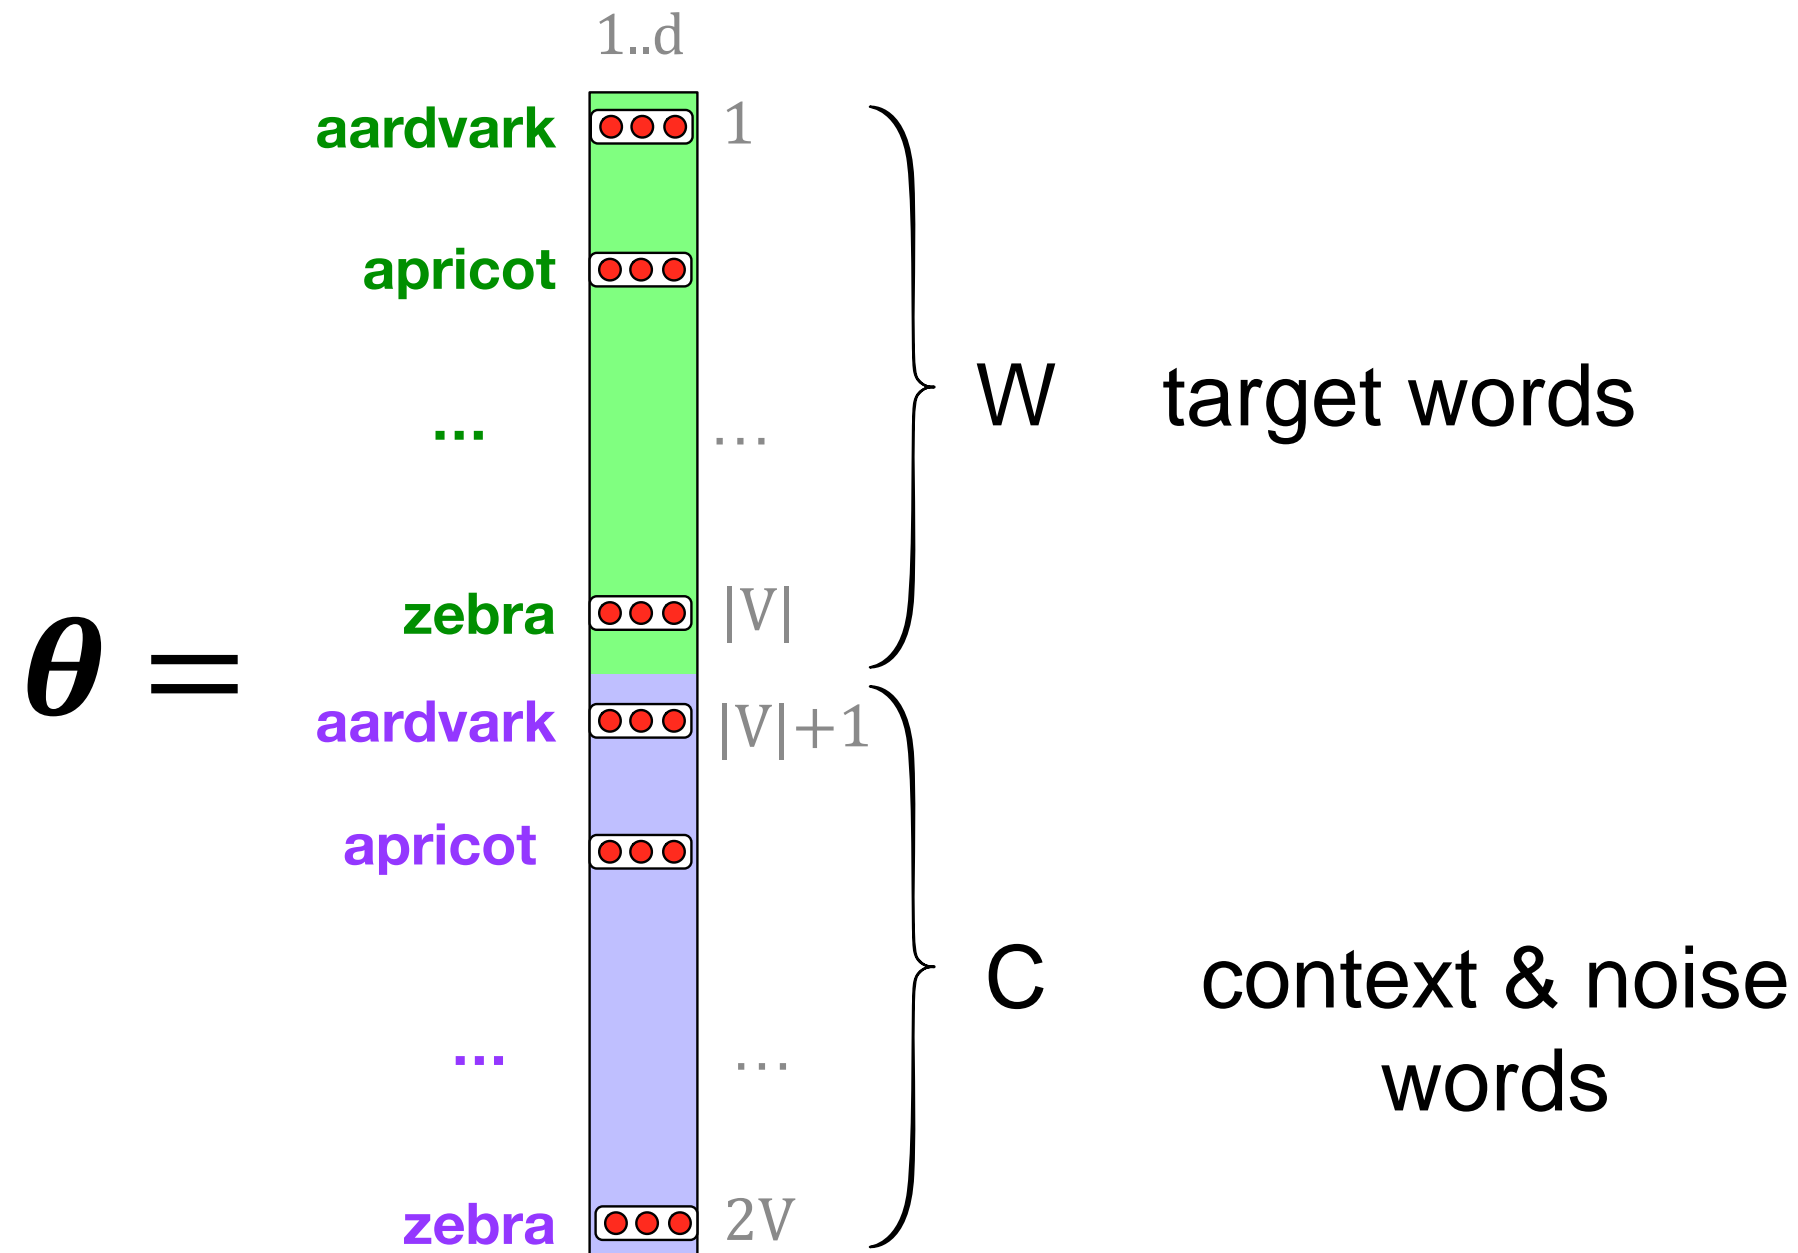 1..d
aardvark 1
apricot
... ...
W target words
zebra |V|
θ =
aardvark |V|+1
apricot
C context & noise
words
... ...
zebra 2V